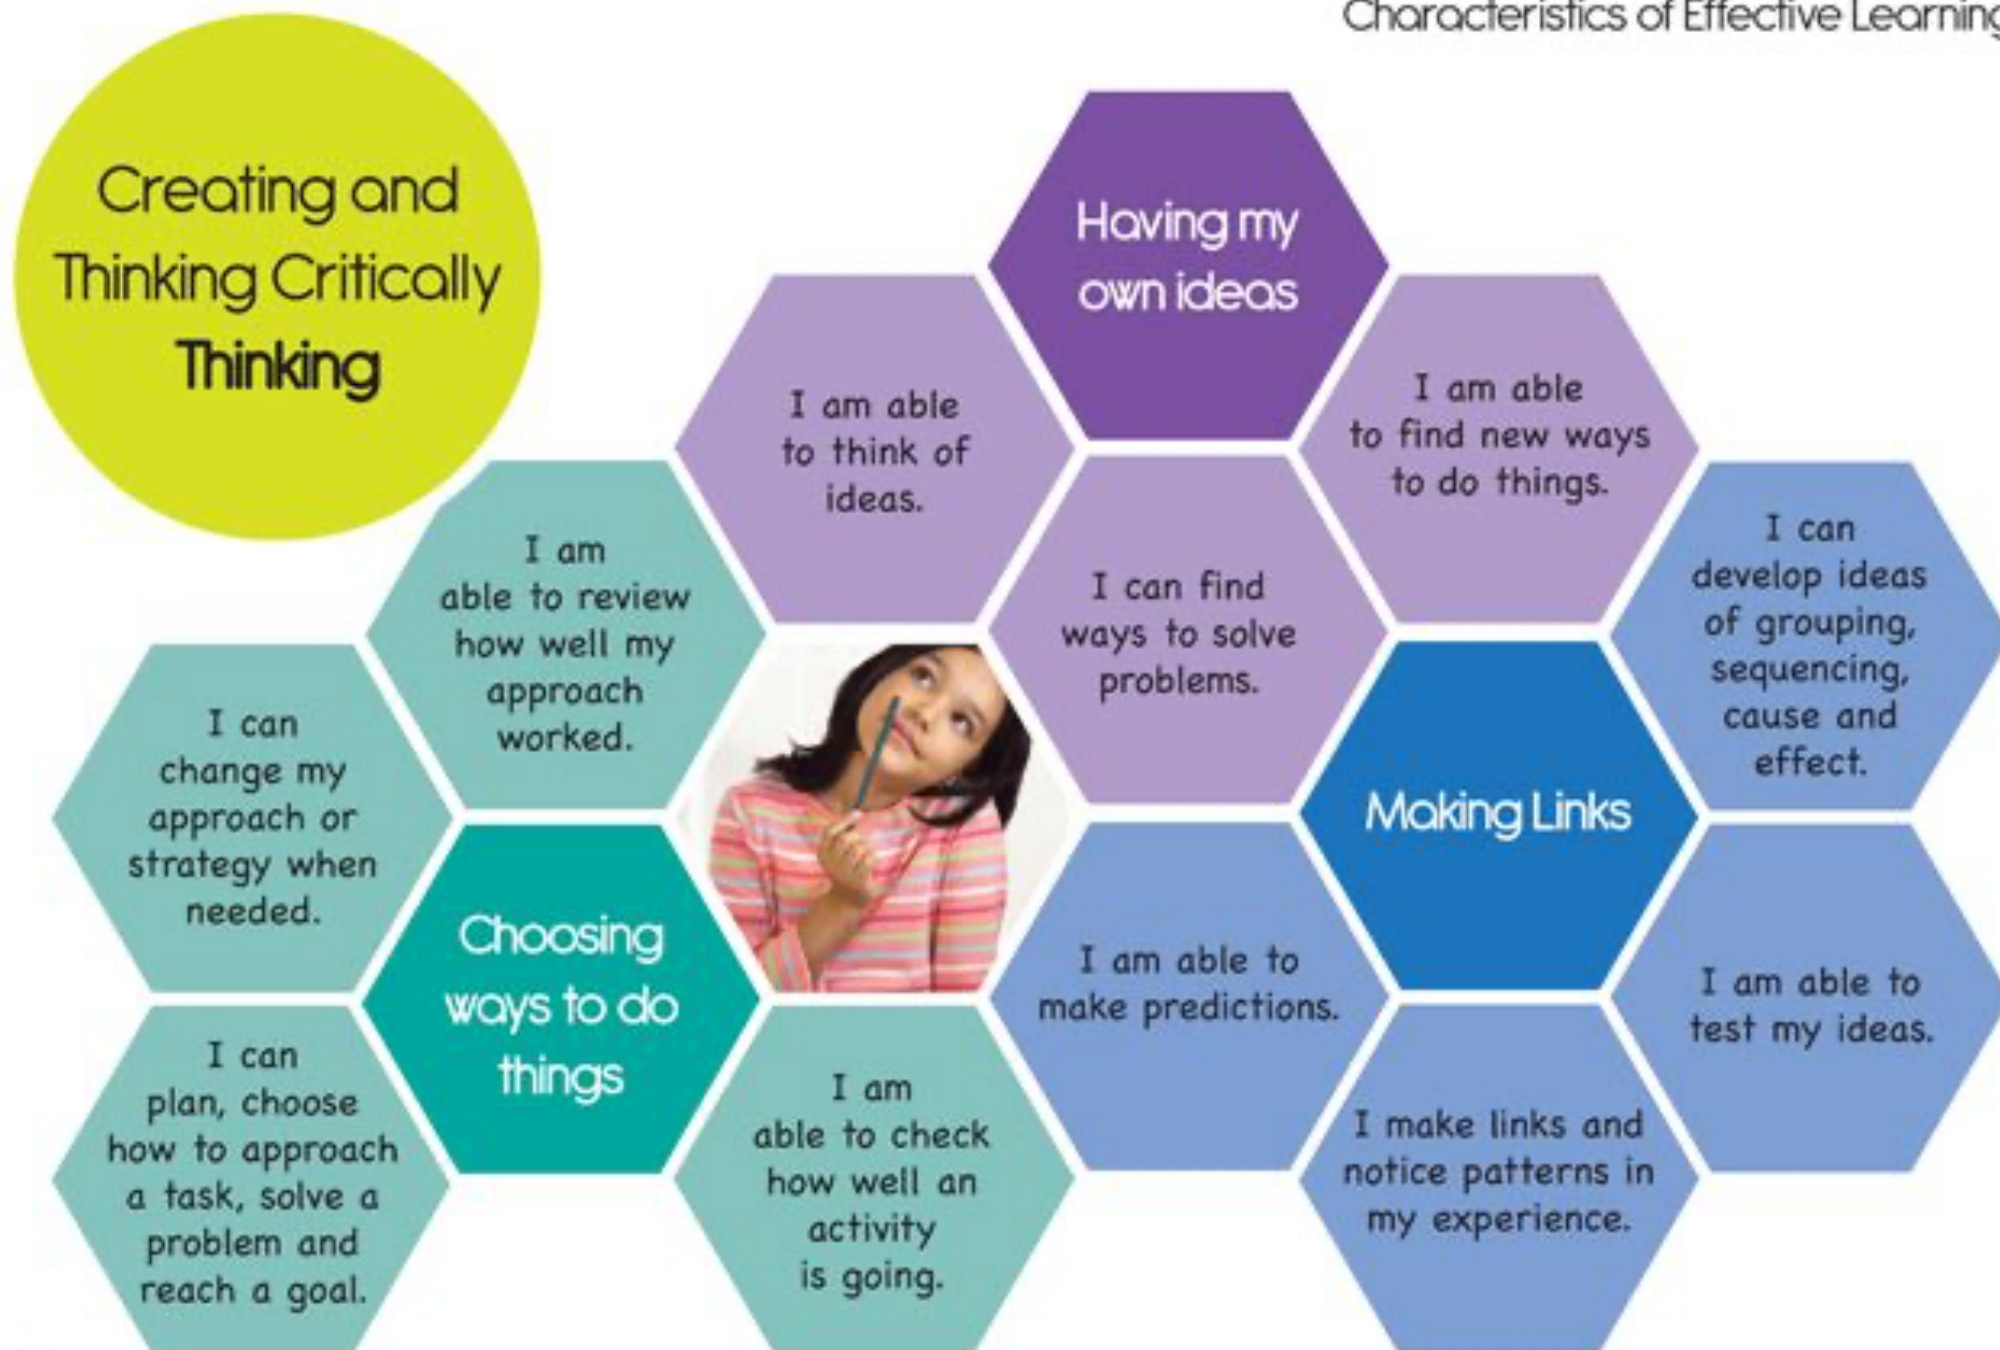 Characteristics of Effective Learning
Creating and
Thinking Critically
Thinking
Having my
own ideas
I am able
to think of
ideas.
I am able
to find new ways
to do things.
I can find
ways to solve
problems.
I am
able to review
how well my
approach
worked.
I can
change my
approach or
strategy when
needed.
Choosing
ways to do
things
I can
plan, choose
how to approach
a task, solve a
problem and
reach a goal.
I am
able to check
how well an
activity
is going.
I can
develop ideas
of grouping,
sequencing,
cause and
effect.
Making Links
I am able to
make predictions.
I am able to
test my ideas.
I make links and
notice patterns in
my experience.